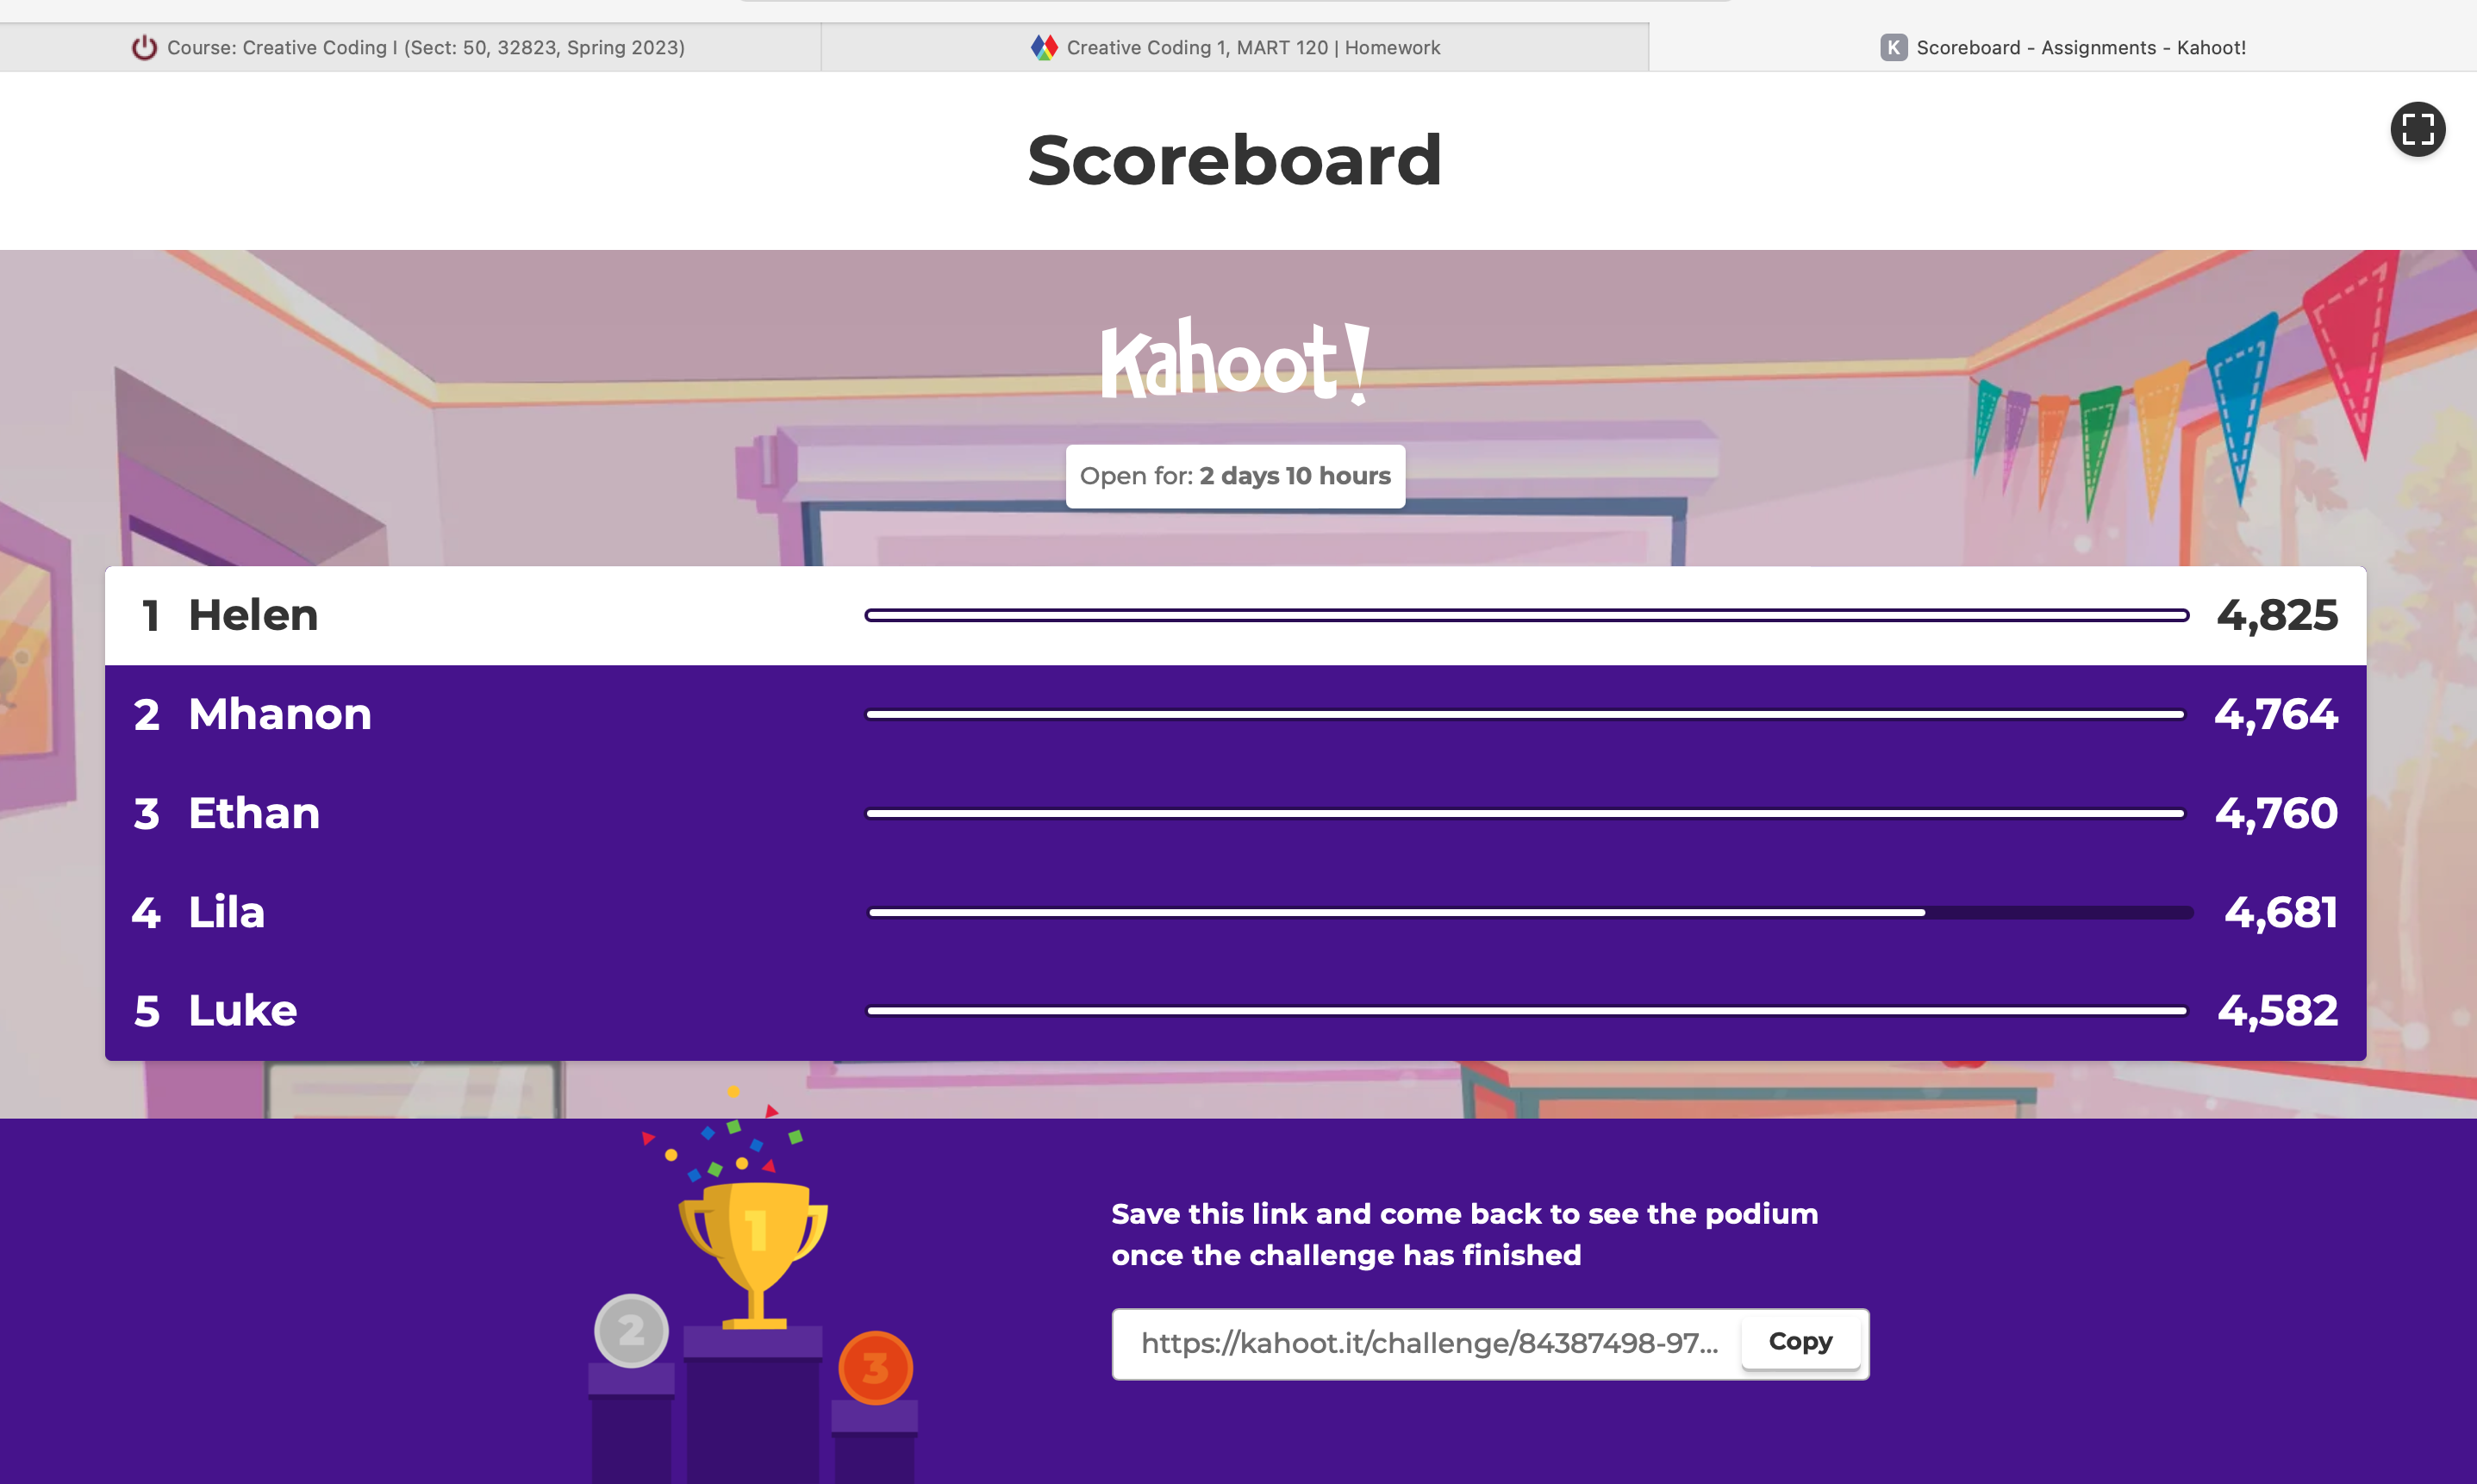 Course: Creative Coding I (Sect: 50, 32823, Spring 2023)
Creative Coding 1, MART 120 | Homework
K Scoreboard - Assignments - Kahoot!
Scoreboard
Kahoot!
Open for: 2 days 10 hours
1 Helen 4,825
2 Mhanon 4,764
3 Ethan 4,760
4 Lila 4,681
5 Luke 4,582
1
2
3
Save this link and come back to see the podium
once the challenge has finished
https://kahoot.it/challenge/84387498-97... Copy